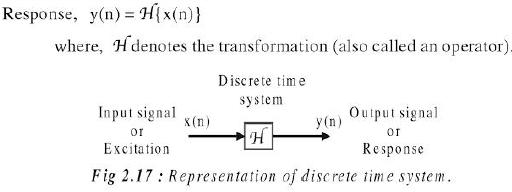 Response, y(n) = ℋ{x(n)}
where, ℋ denotes the transformation (also called an operator).
Discrete time
system
Input signal
or
Excitation
x(n)
ℋ
y(n)
Output signal
or
Response
Fig 2.17 : Representation of discrete time system.